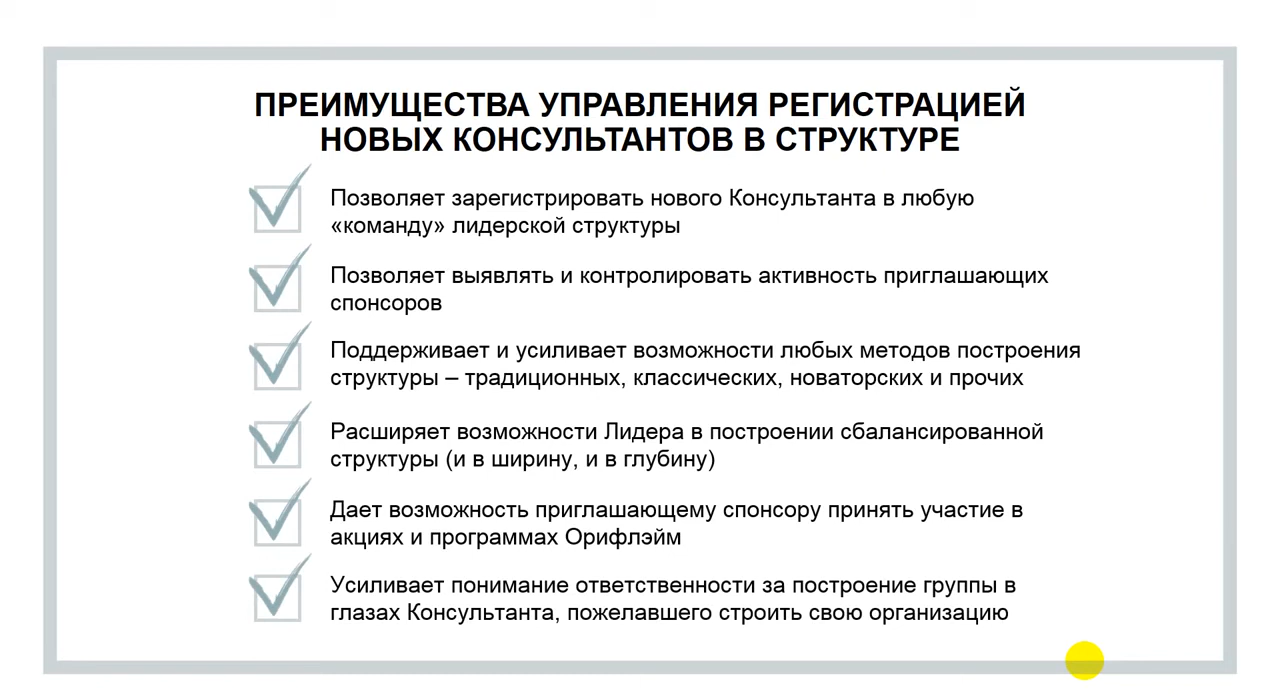 ПРЕИМУЩЕСТВА УПРАВЛЕНИЯ РЕГИСТРАЦИЕЙ
НОВЫХ КОНСУЛЬТАНТОВ В СТРУКТУРЕ
Позволяет зарегистрировать нового Консультанта в любую
«команду» лидерской структуры
Позволяет выявлять и контролировать активность приглашающих
спонсоров
Поддерживает и усиливает возможности любых методов построения
структуры – традиционных, классических, новаторских и прочих
Расширяет возможности Лидера в построении сбалансированной
структуры (и в ширину, и в глубину)
Дает возможность приглашающему спонсору принять участие в
акциях и программах Орифлэйм
Усиливает понимание ответственности за построение группы в
глазах Консультанта, пожелавшего строить свою организацию